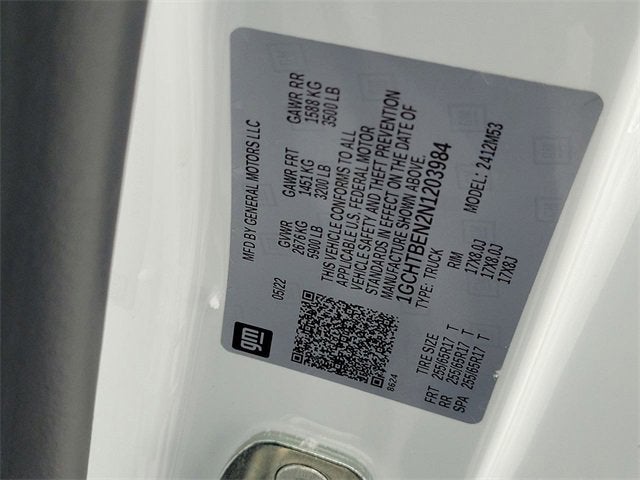 gm
MFD BY GENERAL MOTORS LLC
05/22
GVWR
2676 KG
5900 LB
GAWR FRT
1451 KG
3200 LB
GAWR RR
1588 KG
3500 LB
THIS VEHICLE CONFORMS TO ALL
APPLICABLE U.S. FEDERAL MOTOR
VEHICLE SAFETY AND THEFT PREVENTION
STANDARDS IN EFFECT ON THE DATE OF
MANUFACTURE SHOWN ABOVE.
1GCHTBEN2N1203984
TYPE: TRUCK
MODEL: 2412M53
8624
TIRE SIZE
RIM
FRT 255/65R17 T 17X8.0J
RR 255/65R17 T 17X8.0J
SPA 255/65R17 T 17X8J